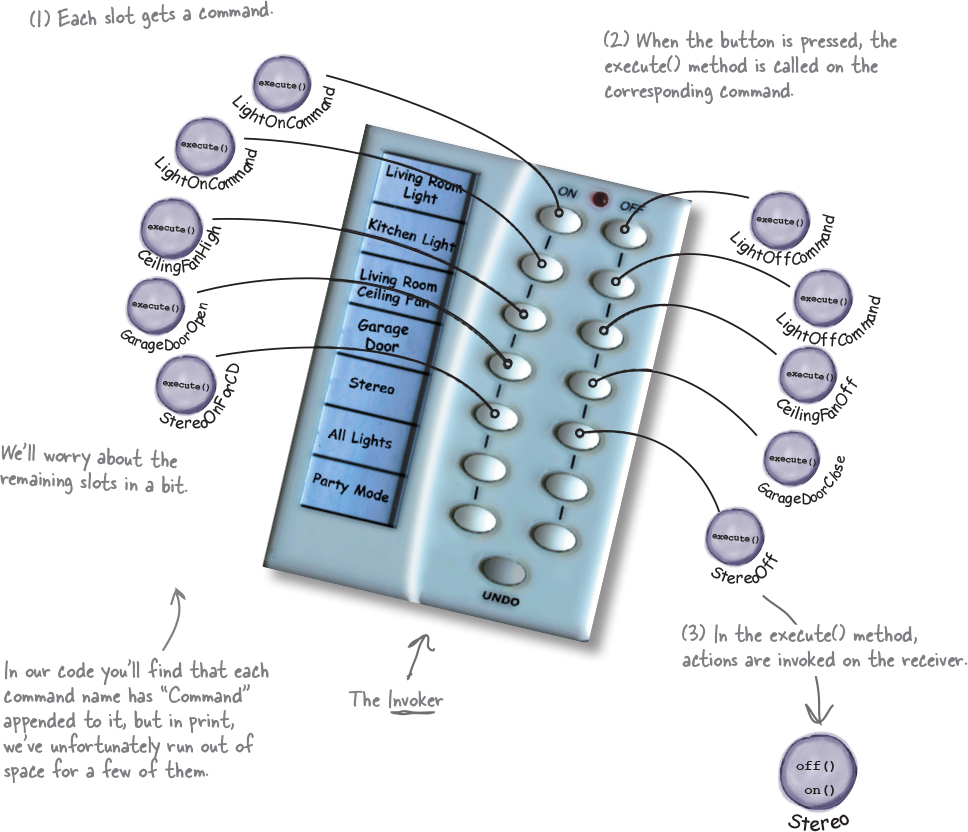 (1) Each slot gets a command.
(2) When the button is pressed, the
execute() method is called on the
corresponding command.
execute()
LightOnCommand
execute()
LightOnCommand
execute()
CeilingFanHigh
execute()
GarageDoorOpen
execute()
StereoOnForCD
Living Room
Light
Kitchen Light
Living Room
Ceiling Fan
Garage
Door
Stereo
All Lights
Party Mode
ON
OFF
UNDO
execute()
LightOffCommand
execute()
LightOffCommand
execute()
CeilingFanOff
execute()
GarageDoorClose
execute()
StereoOff
We'll worry about the
remaining slots in a bit.
In our code you'll find that each
command name has “Command”
appended to it, but in print,
we've unfortunately run out of
space for a few of them.
The Invoker
(3) In the execute() method,
actions are invoked on the receiver.
off()
on()
Stereo